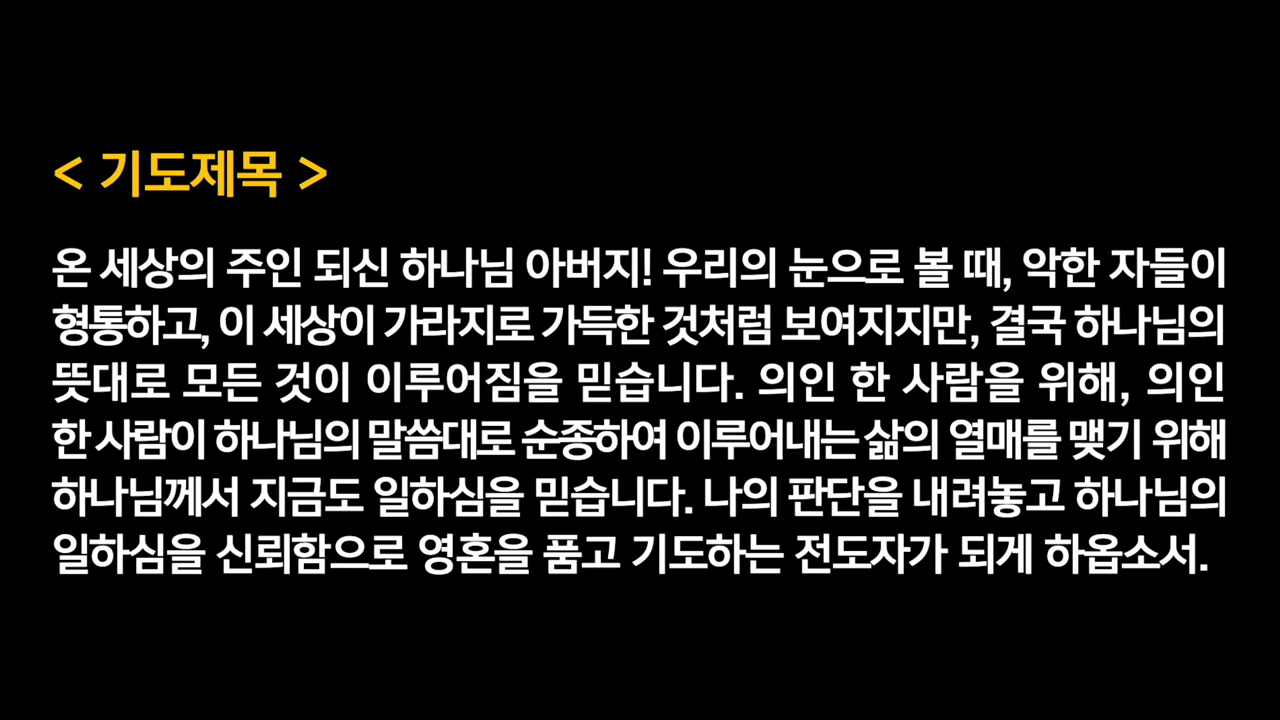 < 기도제목 >
온 세상의 주인 되신 하나님 아버지! 우리의 눈으로 볼 때, 악한 자들이
형통하고, 이 세상이 가라지로 가득한 것처럼 보여지지만, 결국 하나님의
뜻대로 모든 것이 이루어짐을 믿습니다. 의인 한 사람을 위해, 의인
한 사람이 하나님의 말씀대로 순종하여 이루어내는 삶의 열매를 맺기 위해
하나님께서 지금도 일하심을 믿습니다. 나의 판단을 내려놓고 하나님의
일하심을 신뢰함으로 영혼을 품고 기도하는 전도자가 되게 하옵소서.